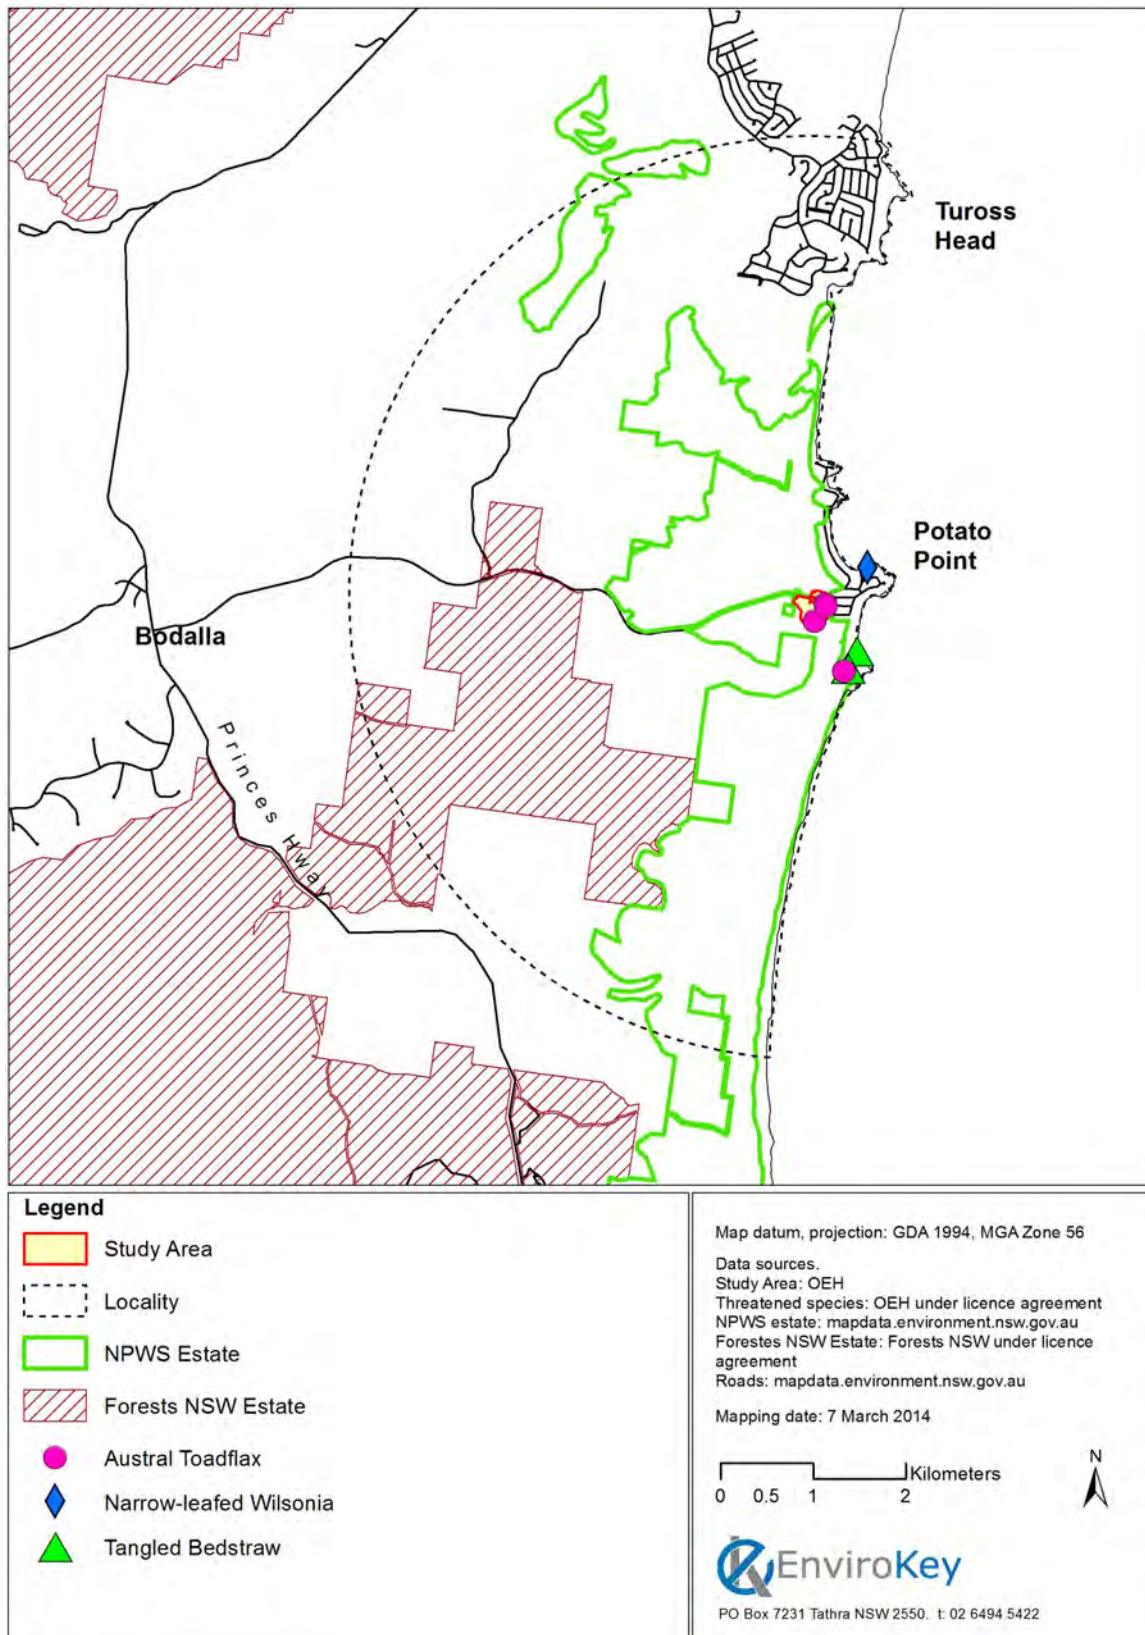 Tuross
Head
Potato
Point
Bodalla
Princes Hway
Legend
Study Area
Locality
NPWS Estate
Forests NSW Estate
Austral Toadflax
Narrow-leafed Wilsonia
Tangled Bedstraw
Map datum, projection: GDA 1994, MGA Zone 56
Data sources.
Study Area: OEH
Threatened species: OEH under licence agreement
NPWS estate: mapdata.environment.nsw.gov.au
Forestes NSW Estate: Forests NSW under licence
agreement
Roads: mapdata.environment.nsw.gov.au
Mapping date: 7 March 2014
Kilometers
0 0.5 1 2
N
EnviroKey
PO Box 7231 Tathra NSW 2550. t: 02 6494 5422